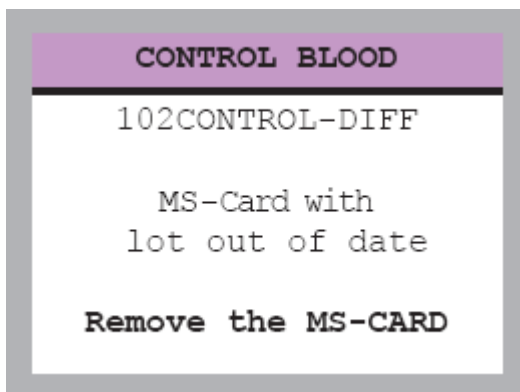 CONTROL BLOOD
102CONTROL-DIFF
MS-Card with
lot out of date
Remove the MS-CARD